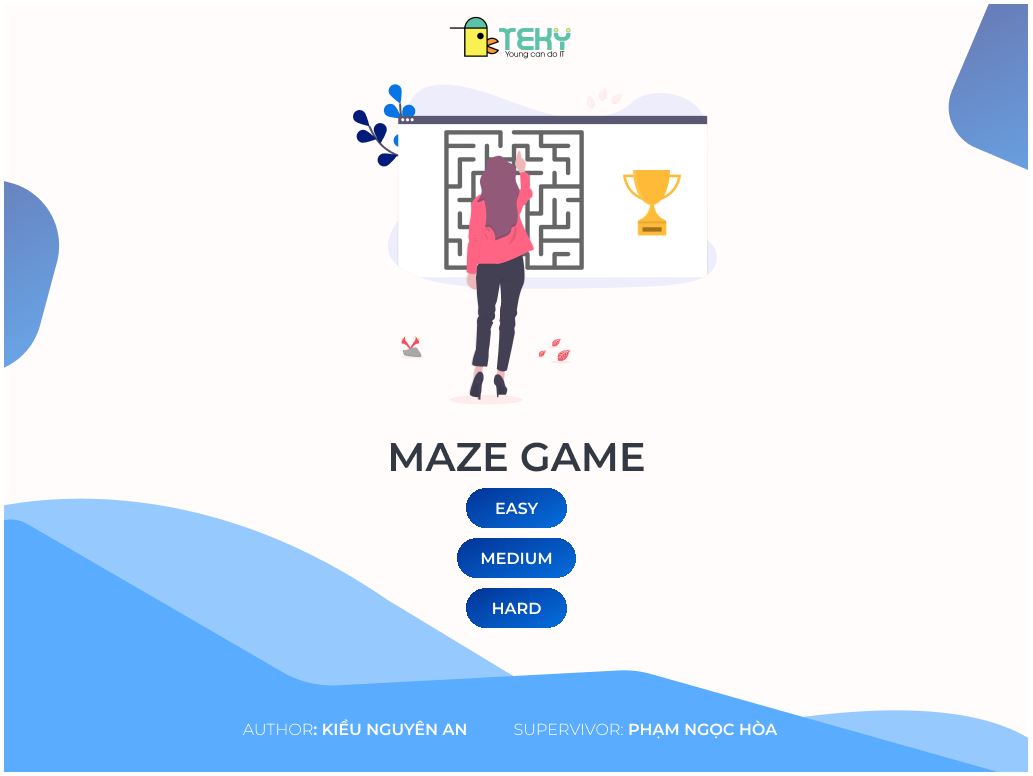 TEKY
Young can do IT
MAZE GAME
EASY
MEDIUM
HARD
AUTHOR: KIỀU NGUYÊN AN SUPERVIVOR: PHẠM NGỌC HÒA